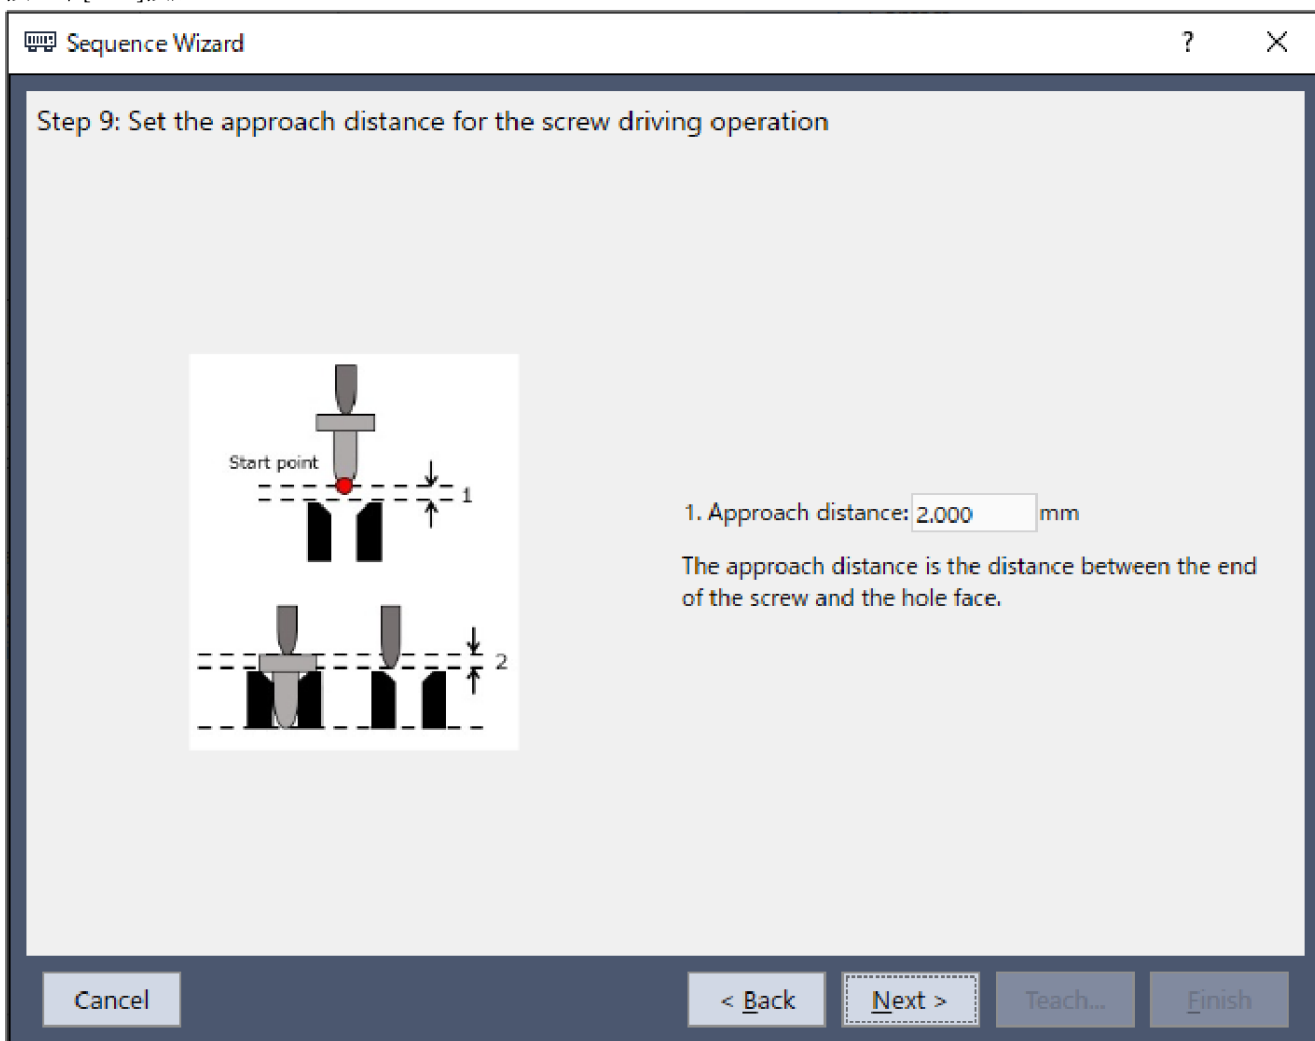 Sequence Wizard
?
Step 9: Set the approach distance for the screw driving operation
Start point
1
2
1. Approach distance: 2.000 mm
The approach distance is the distance between the end
of the screw and the hole face.
Cancel
< Back
Next >
Teach...
Finish